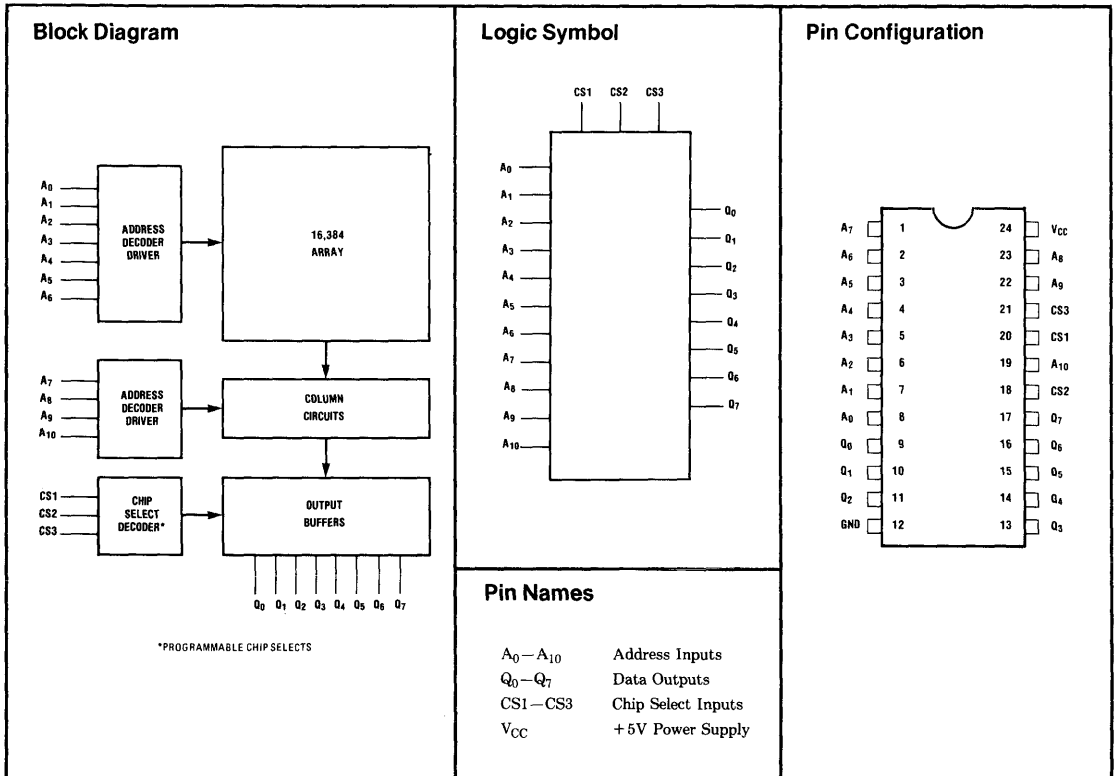 Block Diagram
A0
A1
A2
A3
A4
A5
A6
ADDRESS
DECODER
DRIVER
16,384
ARRAY
A7
A8
A9
A10
ADDRESS
DECODER
DRIVER
COLUMN
CIRCUITS
CS1
CS2
CS3
CHIP
SELECT
DECODER*
OUTPUT
BUFFERS
Q0 Q1 Q2 Q3 Q4 Q5 Q6 Q7
*PROGRAMMABLE CHIP SELECTS
Logic Symbol
CS1 CS2 CS3
A0
A1
A2
A3
A4
A5
A6
A7
A8
A9
A10
Q0
Q1
Q2
Q3
Q4
Q5
Q6
Q7
Pin Names
A0–A10 Address Inputs
Q0–Q7 Data Outputs
CS1–CS3 Chip Select Inputs
VCC +5V Power Supply
Pin Configuration
A7 1 24 VCC
A6 2 23 A8
A5 3 22 A9
A4 4 21 CS3
A3 5 20 CS1
A2 6 19 A10
A1 7 18 CS2
A0 8 17 Q7
Q0 9 16 Q6
Q1 10 15 Q5
Q2 11 14 Q4
GND 12 13 Q3